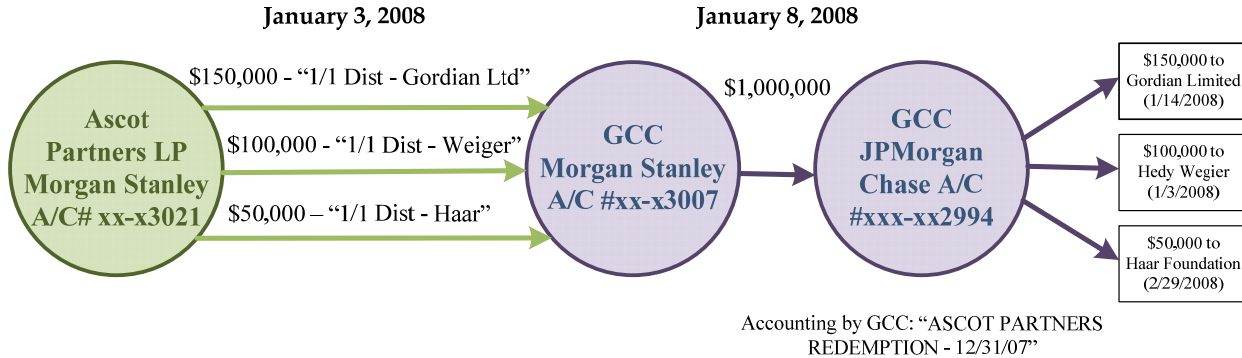 January 3, 2008
January 8, 2008
Ascot
Partners LP
Morgan Stanley
A/C# xx-x3021
$150,000 - “1/1 Dist - Gordian Ltd”
$100,000 - “1/1 Dist - Weiger”
$50,000 – “1/1 Dist - Haar”
GCC
Morgan Stanley
A/C #xx-x3007
$1,000,000
GCC
JPMorgan
Chase A/C
#xxx-xx2994
$150,000 to
Gordian Limited
(1/14/2008)
$100,000 to
Hedy Wegier
(1/3/2008)
$50,000 to
Haar Foundation
(2/29/2008)
Accounting by GCC: “ASCOT PARTNERS
REDEMPTION - 12/31/07”